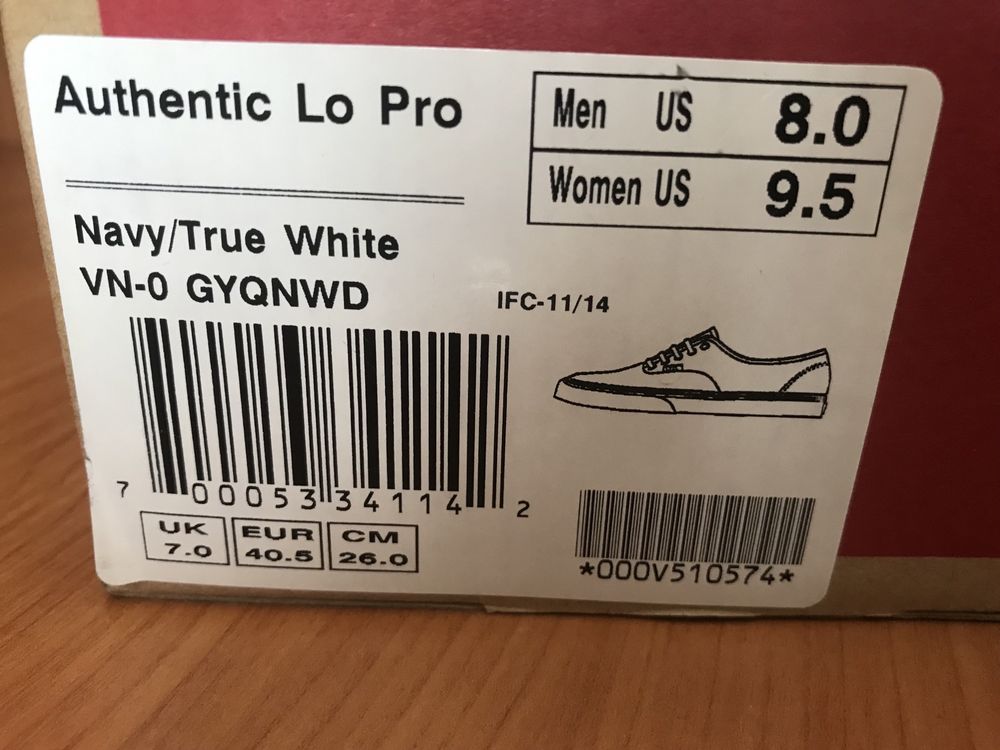 Authentic Lo Pro
Men US 8.0
Women US 9.5
Navy/True White
VN-0 GYQNWD
IFC-11/14
7 00053 34114 2
UK 7.0
EUR 40.5
CM 26.0
*000V510574*